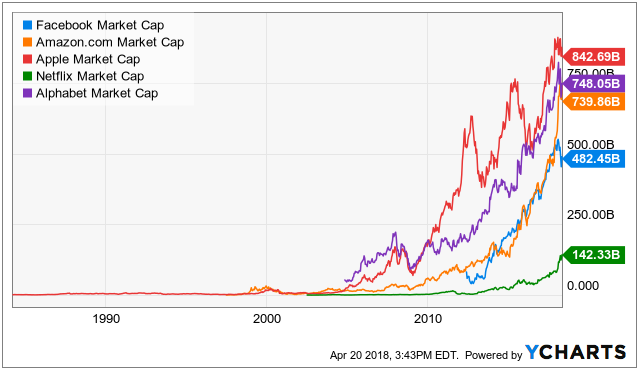 Facebook Market Cap
Amazon.com Market Cap
Apple Market Cap
Netflix Market Cap
Alphabet Market Cap
842.69B
750.00B
748.05B
739.86B
500.00B
482.45B
250.00B
142.33B
0.000
1990 2000 2010
Apr 20 2018, 3:43PM EDT. Powered by YCHARTS